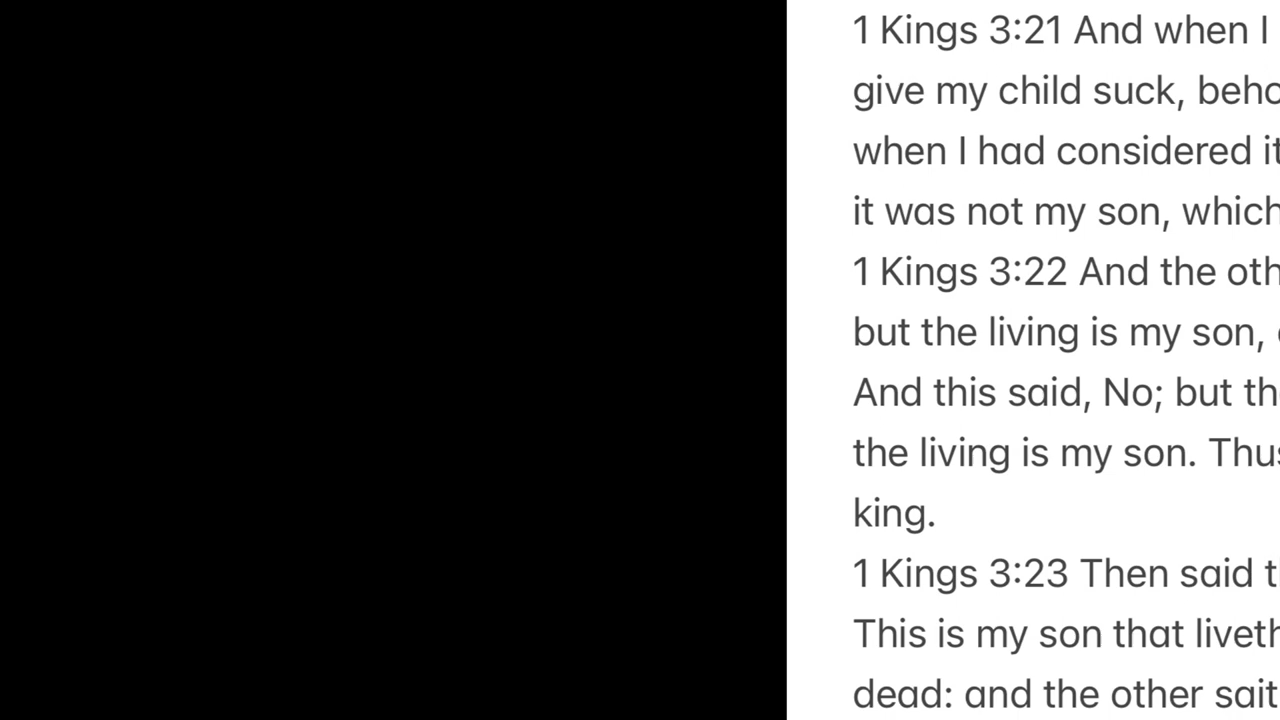 1 Kings 3:21 And when I
give my child suck, beho
when I had considered it
it was not my son, which
1 Kings 3:22 And the oth
but the living is my son,
And this said, No; but the
the living is my son. Thus
king.
1 Kings 3:23 Then said th
This is my son that liveth
dead: and the other sait